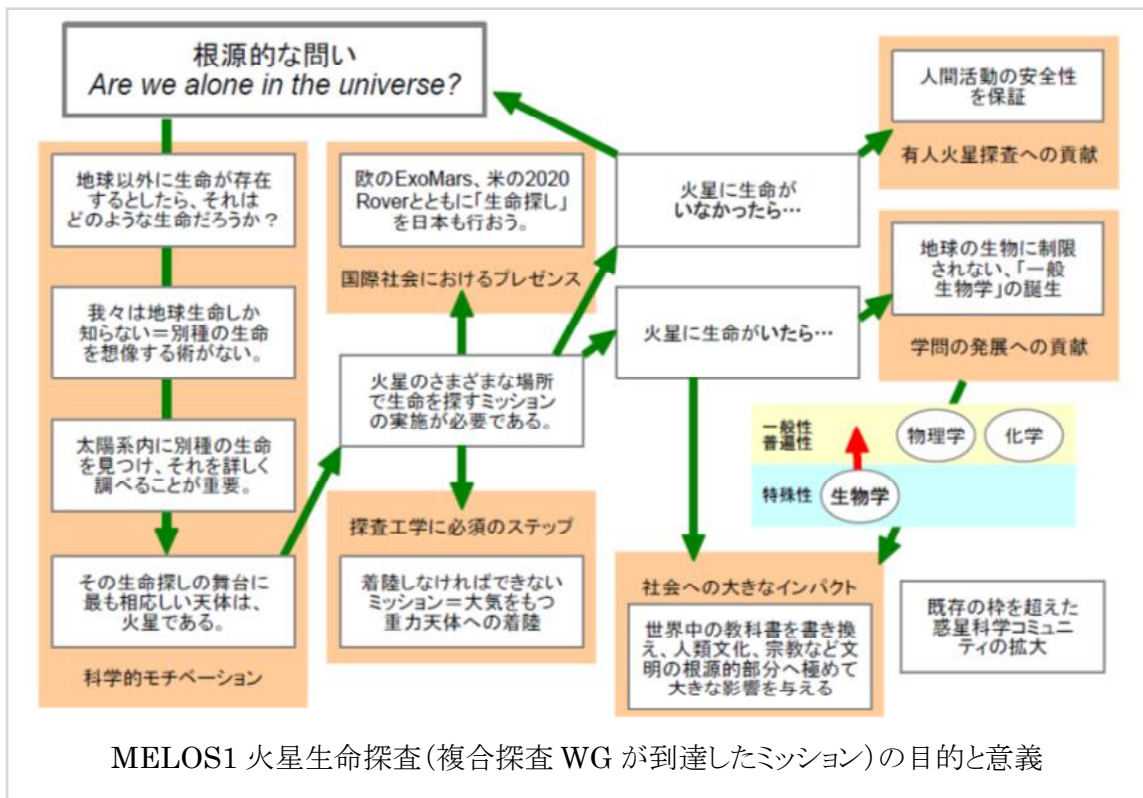 根源的な問い
Are we alone in the universe?
地球以外に生命が存在
するとしたら、それは
どのような生命だろうか？
我々は地球生命しか
知らない＝別種の生命
を想像する術がない。
太陽系内に別種の生命
を見つけ、それを詳しく
調べることが重要。
その生命探しの舞台に
最も相応しい天体は、
火星である。
科学的モチベーション
欧のExoMars、米の2020
Roverとともに「生命探し」
を日本も行おう。
国際社会におけるプレゼンス
火星のさまざまな場所
で生命を探すミッション
の実施が必要である。
探査工学に必須のステップ
着陸しなければできない
ミッション＝大気をもつ
重力天体への着陸
火星に生命が
いなかったら…
火星に生命がいたら…
人間活動の安全性
を保証
有人火星探査への貢献
地球の生物に制限
されない、「一般
生物学」の誕生
学問の発展への貢献
一般性
普遍性
物理学
化学
特殊性
生物学
社会への大きなインパクト
世界中の教科書を書き換
え、人類文化、宗教など文
明の根源的部分へ極めて
大きな影響を与える
既存の枠を超えた
惑星科学コミュニ
ティの拡大
MELOS1 火星生命探査（複合探査 WG が到達したミッション）の目的と意義